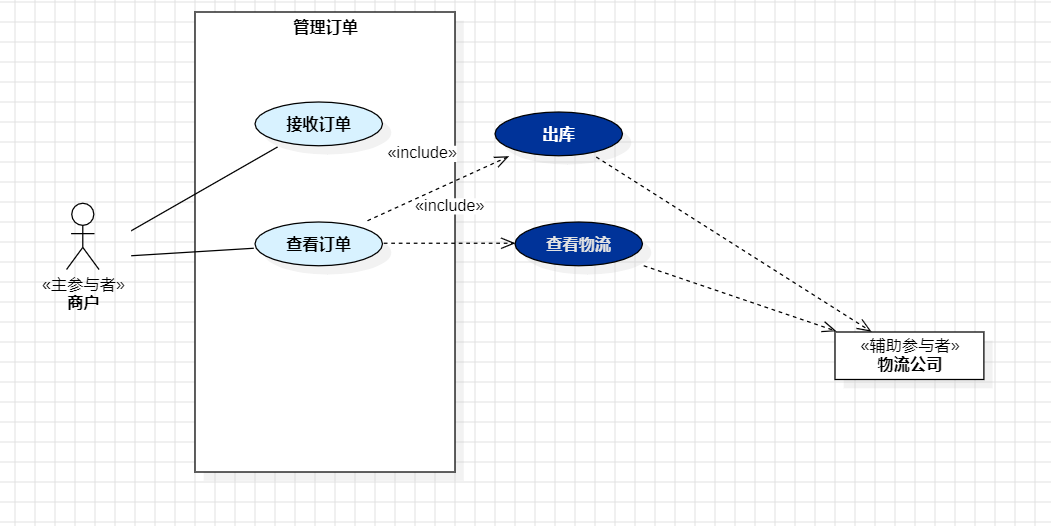 管理订单
接收订单
出库
«include»
«include»
查看订单
查看物流
«主参与者»
商户
«辅助参与者»
物流公司